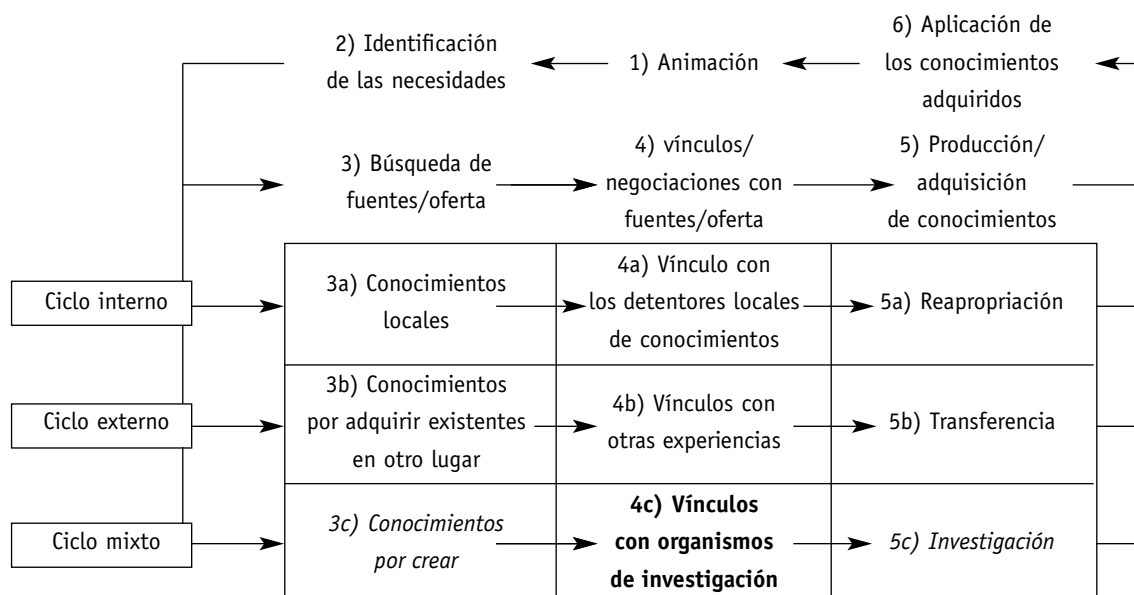 2) Identificación
de las necesidades
1) Animación
6) Aplicación de
los conocimientos
adquiridos
3) Búsqueda de
fuentes/oferta
4) vínculos/
negociaciones con
fuentes/oferta
5) Producción/
adquisición
de conocimientos
Ciclo interno
3a) Conocimientos
locales
4a) Vínculo con
los detentores locales
de conocimientos
5a) Reapropriación
Ciclo externo
3b) Conocimientos
por adquirir existentes
en otro lugar
4b) Vínculos con
otras experiencias
5b) Transferencia
Ciclo mixto
3c) Conocimientos
por crear
4c) Vínculos
con organismos
de investigación
5c) Investigación